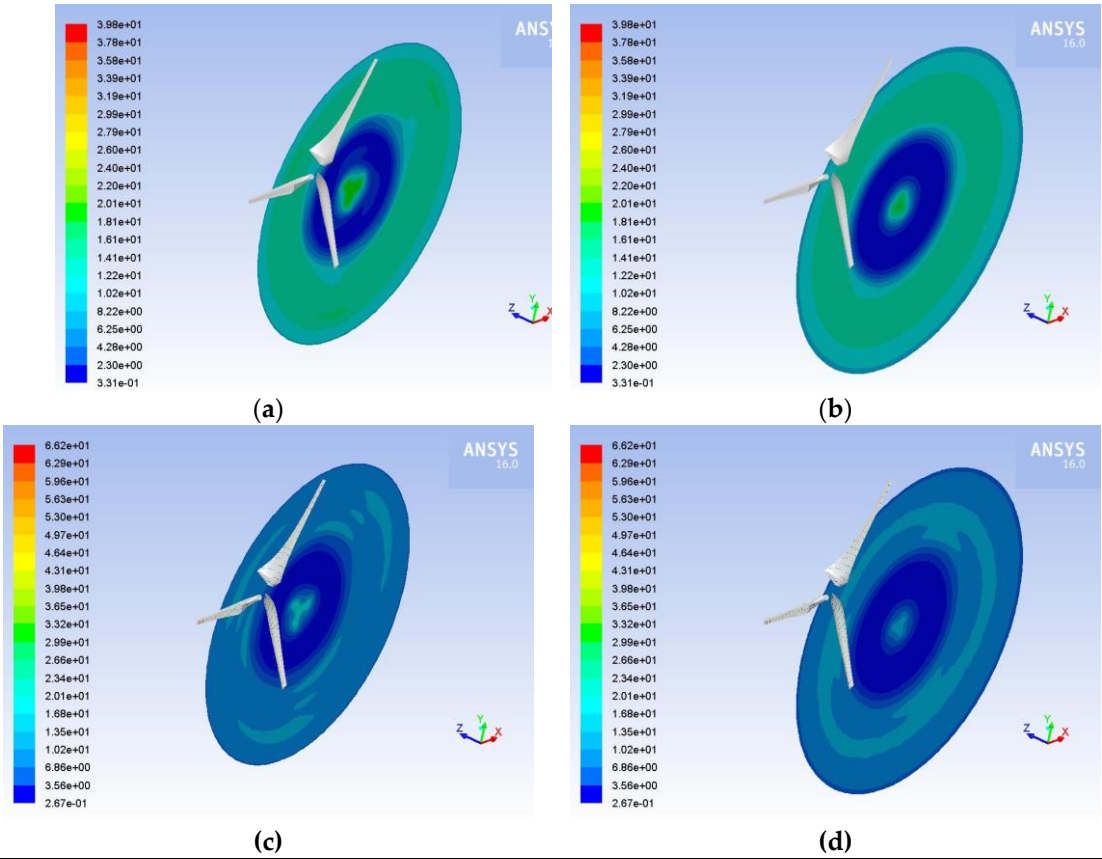 3.98e+01
3.78e+01
3.58e+01
3.39e+01
3.19e+01
2.99e+01
2.79e+01
2.60e+01
2.40e+01
2.20e+01
2.01e+01
1.81e+01
1.61e+01
1.41e+01
1.22e+01
1.02e+01
8.22e+00
6.25e+00
4.28e+00
2.30e+00
3.31e-01
ANSYS
1
Y
Z
X
(a)
3.98e+01
3.78e+01
3.58e+01
3.39e+01
3.19e+01
2.99e+01
2.79e+01
2.60e+01
2.40e+01
2.20e+01
2.01e+01
1.81e+01
1.61e+01
1.41e+01
1.22e+01
1.02e+01
8.22e+00
6.25e+00
4.28e+00
2.30e+00
3.31e-01
ANSYS
16.0
Y
Z
X
(b)
6.62e+01
6.29e+01
5.96e+01
5.63e+01
5.30e+01
4.97e+01
4.64e+01
4.31e+01
3.98e+01
3.65e+01
3.32e+01
2.99e+01
2.66e+01
2.34e+01
2.01e+01
1.68e+01
1.35e+01
1.02e+01
6.86e+00
3.56e+00
2.67e-01
ANSYS
16.0
Y
Z
X
(c)
6.62e+01
6.29e+01
5.96e+01
5.63e+01
5.30e+01
4.97e+01
4.64e+01
4.31e+01
3.98e+01
3.65e+01
3.32e+01
2.99e+01
2.66e+01
2.34e+01
2.01e+01
1.68e+01
1.35e+01
1.02e+01
6.86e+00
3.56e+00
2.67e-01
ANSYS
16.0
Y
Z
X
(d)